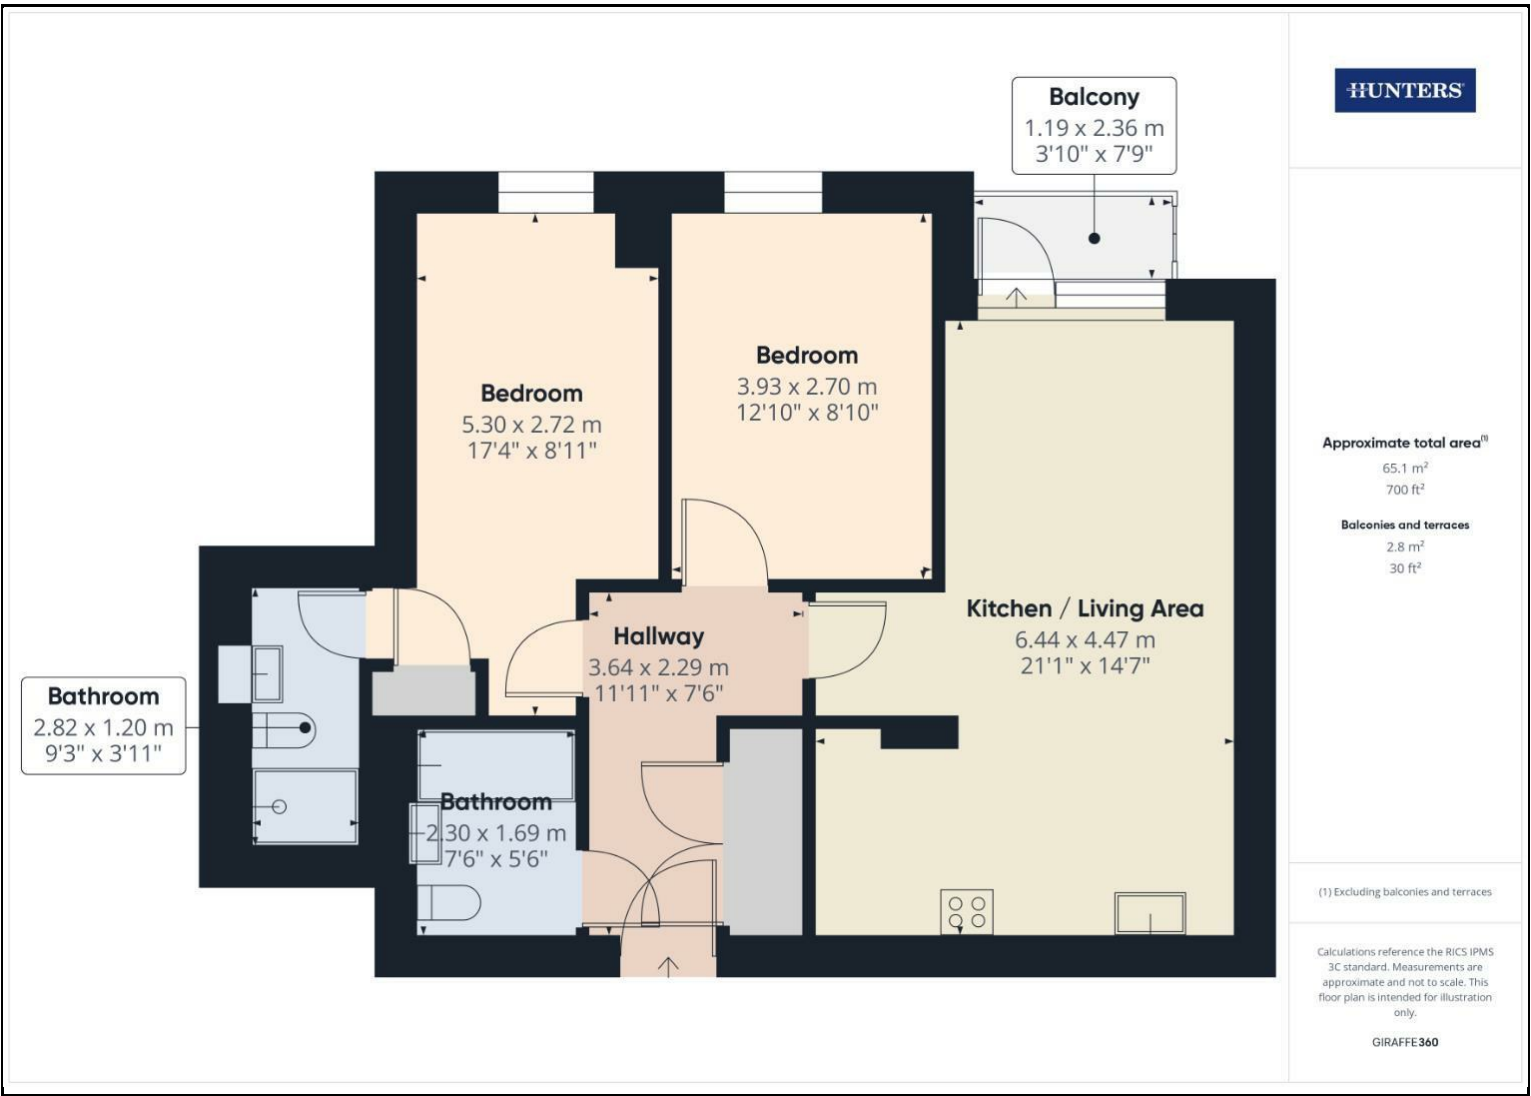 Balcony
1.19 x 2.36 m
3'10" x 7'9"
Bedroom
5.30 x 2.72 m
17'4" x 8'11"
Bedroom
3.93 x 2.70 m
12'10" x 8'10"
Kitchen / Living Area
6.44 x 4.47 m
21'1" x 14'7"
Hallway
3.64 x 2.29 m
11'11" x 7'6"
Bathroom
2.82 x 1.20 m
9'3" x 3'11"
Bathroom
2.30 x 1.69 m
7'6" x 5'6"
HUNTERS
Approximate total area(1)
65.1 m²
700 ft²
Balconies and terraces
2.8 m²
30 ft²
(1) Excluding balconies and terraces
Calculations reference the RICS IPMS
3C standard. Measurements are
approximate and not to scale. This
floor plan is intended for illustration
only.
GIRAFFE360